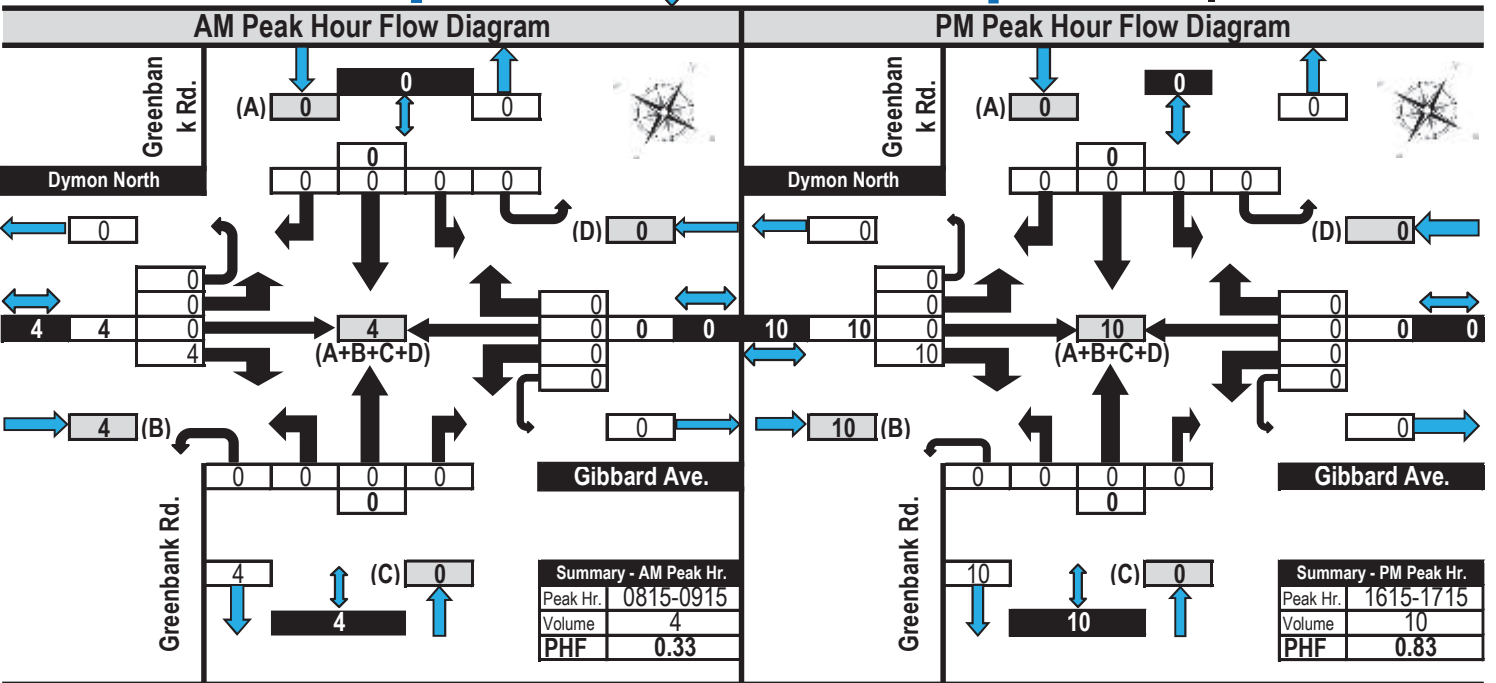 AM Peak Hour Flow Diagram
Greenban
k Rd.
(A) 0
0
0
0
0 0 0 0
Dymon North
0
(D) 0
0
0
4 4 0
4
4
(A+B+C+D)
0
0 0 0
0
0
(B) 4
0
0 0 0 0
0
Gibbard Ave.
Greenbank Rd.
4
(C) 0
4
Summary - AM Peak Hr.
Peak Hr. 0815-0915
Volume 4
PHF 0.33
PM Peak Hour Flow Diagram
Greenban
k Rd.
(A) 0
0
0
0
0 0 0 0
Dymon North
0
(D) 0
0
0
10 10 0
10
10
(A+B+C+D)
0
0 0 0
0
0
10 (B)
0
0 0 0 0
0
Gibbard Ave.
Greenbank Rd.
10
(C) 0
10
Summary - PM Peak Hr.
Peak Hr. 1615-1715
Volume 10
PHF 0.83